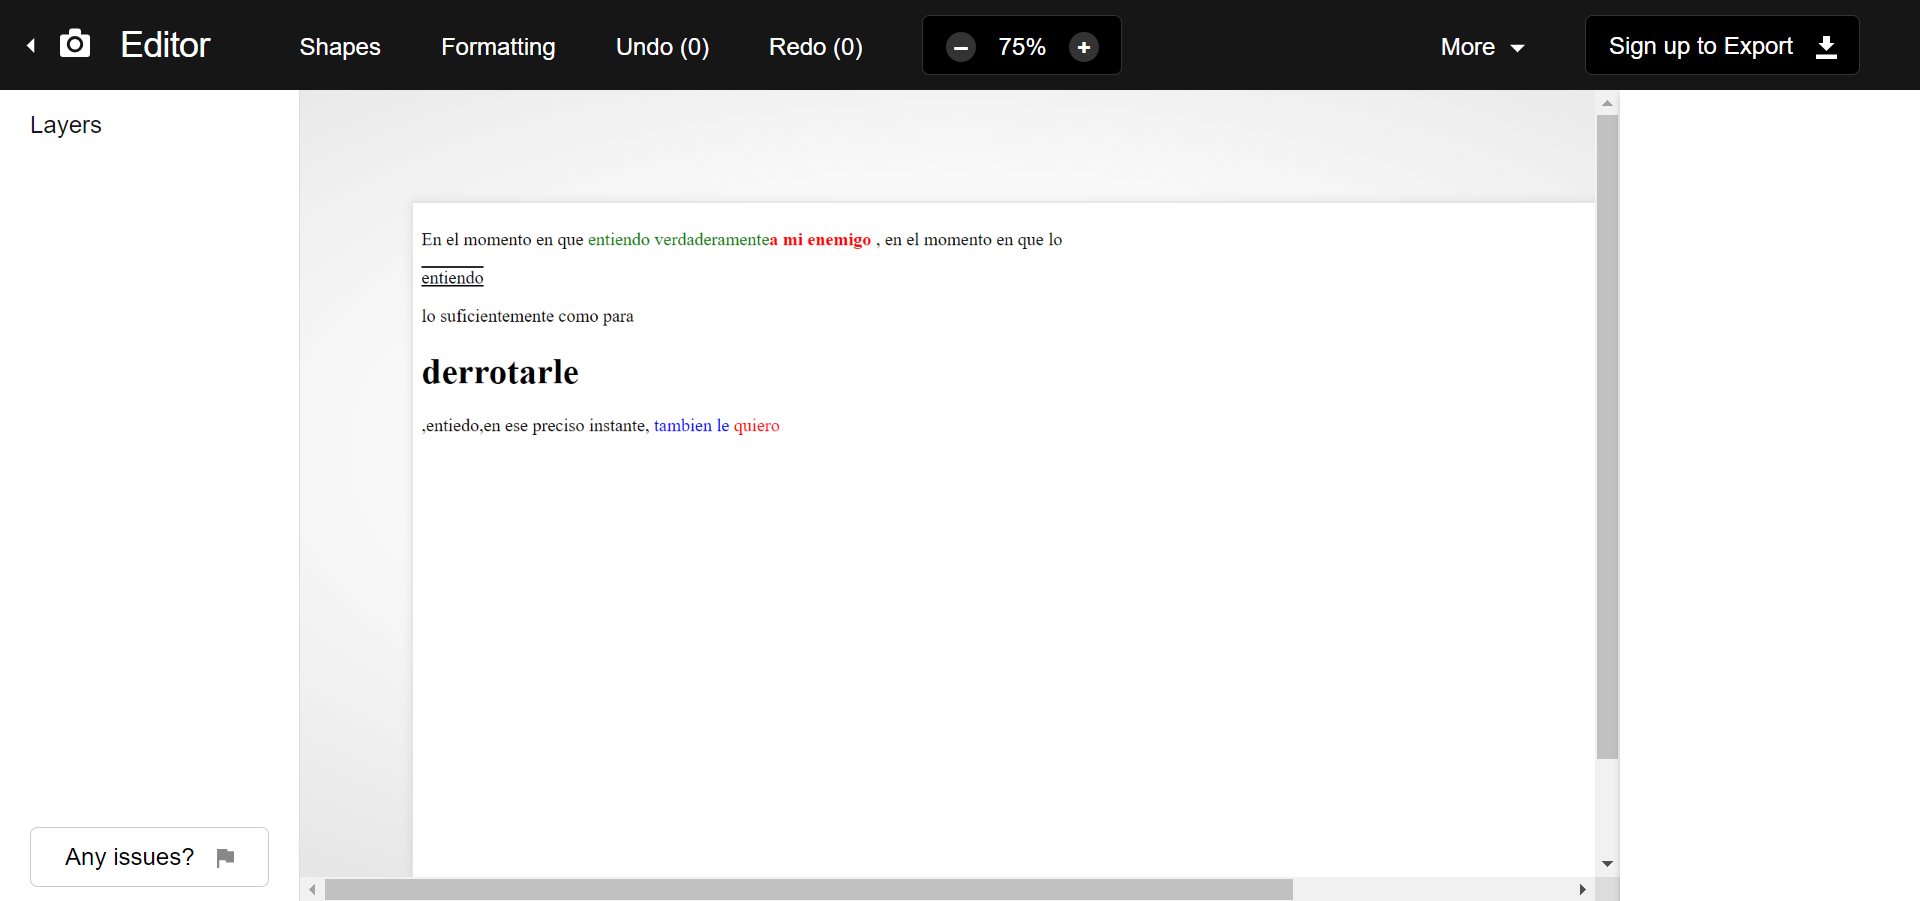 Editor
Shapes
Formatting
Undo (0)
Redo (0)
75%
More
Sign up to Export
Layers
En el momento en que entiendo verdaderamentea mi enemigo , en el momento en que lo
entiendo
lo suficientemente como para
derrotarle
,entiedo,en ese preciso instante, tambien le quiero
Any issues?